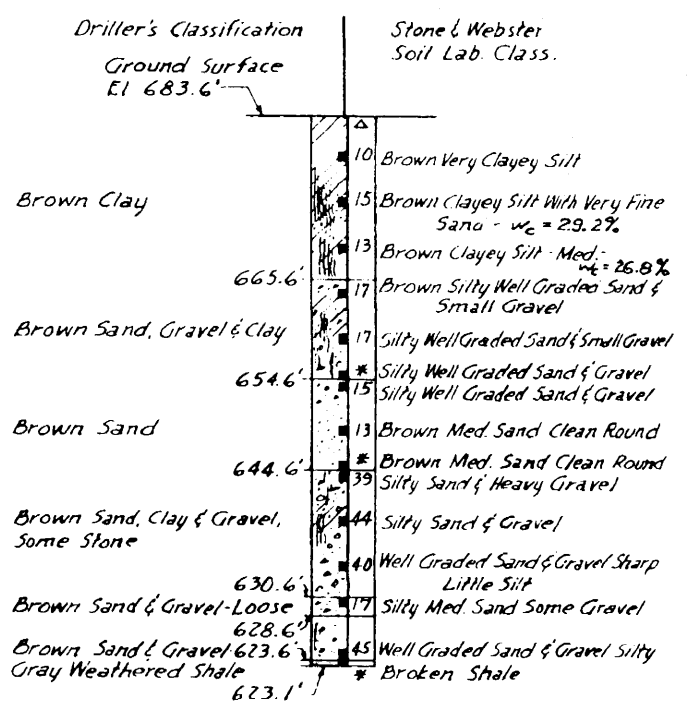 Driller's Classification
Stone & Webster
Soil Lab. Class.
Ground Surface
El 683.6'
△
10 Brown Very Clayey Silt
Brown Clay
15 Brown Clayey Silt With Very Fine
Sand - wc = 29.2%
13 Brown Clayey Silt - Med. -
wc = 26.8%
665.6'
17 Brown Silty Well Graded Sand &
Small Gravel
Brown Sand, Gravel & Clay
17 Silty Well Graded Sand & Small Gravel
* Silty Well Graded Sand & Gravel
654.6'
15 Silty Well Graded Sand & Gravel
Brown Sand
13 Brown Med. Sand Clean Round
* Brown Med. Sand Clean Round
644.6'
39 Silty Sand & Heavy Gravel
Brown Sand, Clay & Gravel,
Some Stone
44 Silty Sand & Gravel
40 Well Graded Sand & Gravel Sharp
Little Silt
630.6'
Brown Sand & Gravel-Loose
17 Silty Med. Sand Some Gravel
628.6'
Brown Sand & Gravel 623.6'
45 Well Graded Sand & Gravel Silty
Gray Weathered Shale
* Broken Shale
623.1'